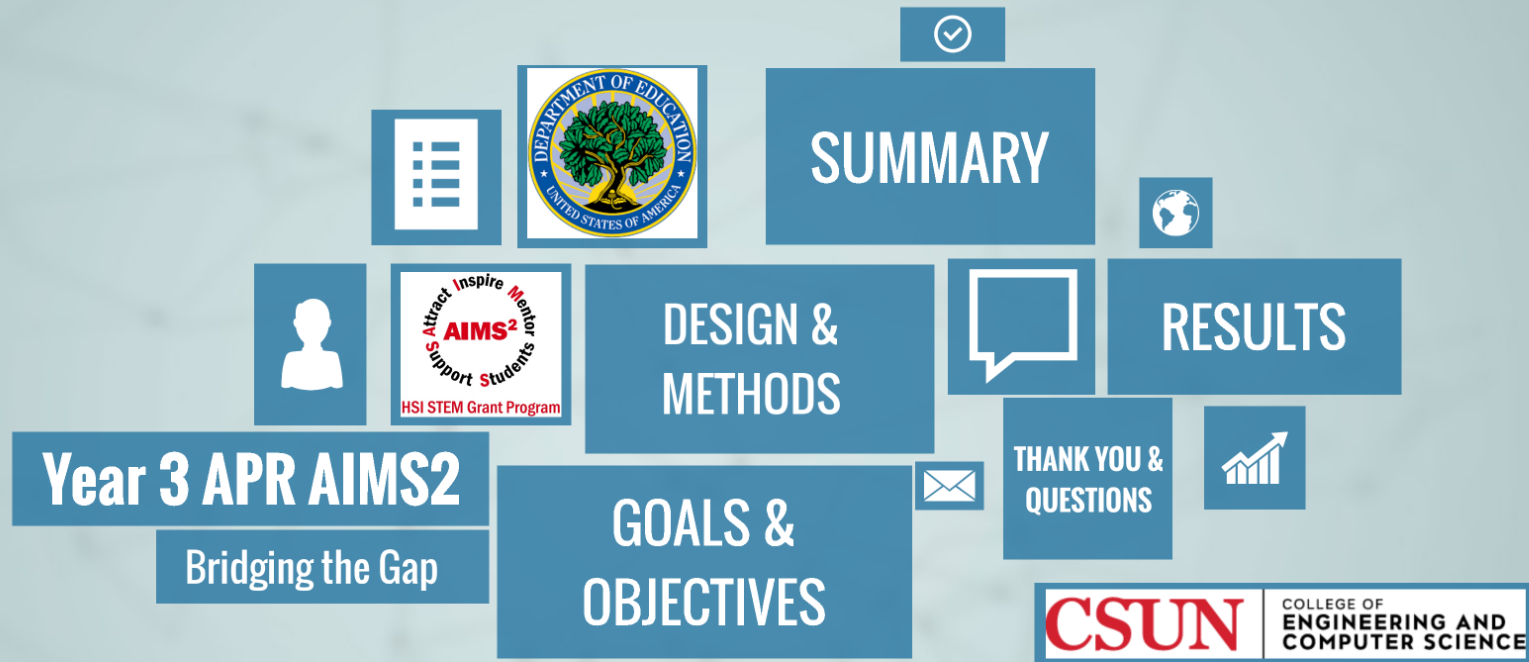 DEPARTMENT OF EDUCATION
UNITED STATES OF AMERICA
SUMMARY
Attract Inspire Mentor
Support Students
AIMS²
HSI STEM Grant Program
DESIGN &
METHODS
RESULTS
Year 3 APR AIMS2
Bridging the Gap
GOALS &
OBJECTIVES
THANK YOU &
QUESTIONS
CSUN
COLLEGE OF
ENGINEERING AND
COMPUTER SCIENCE